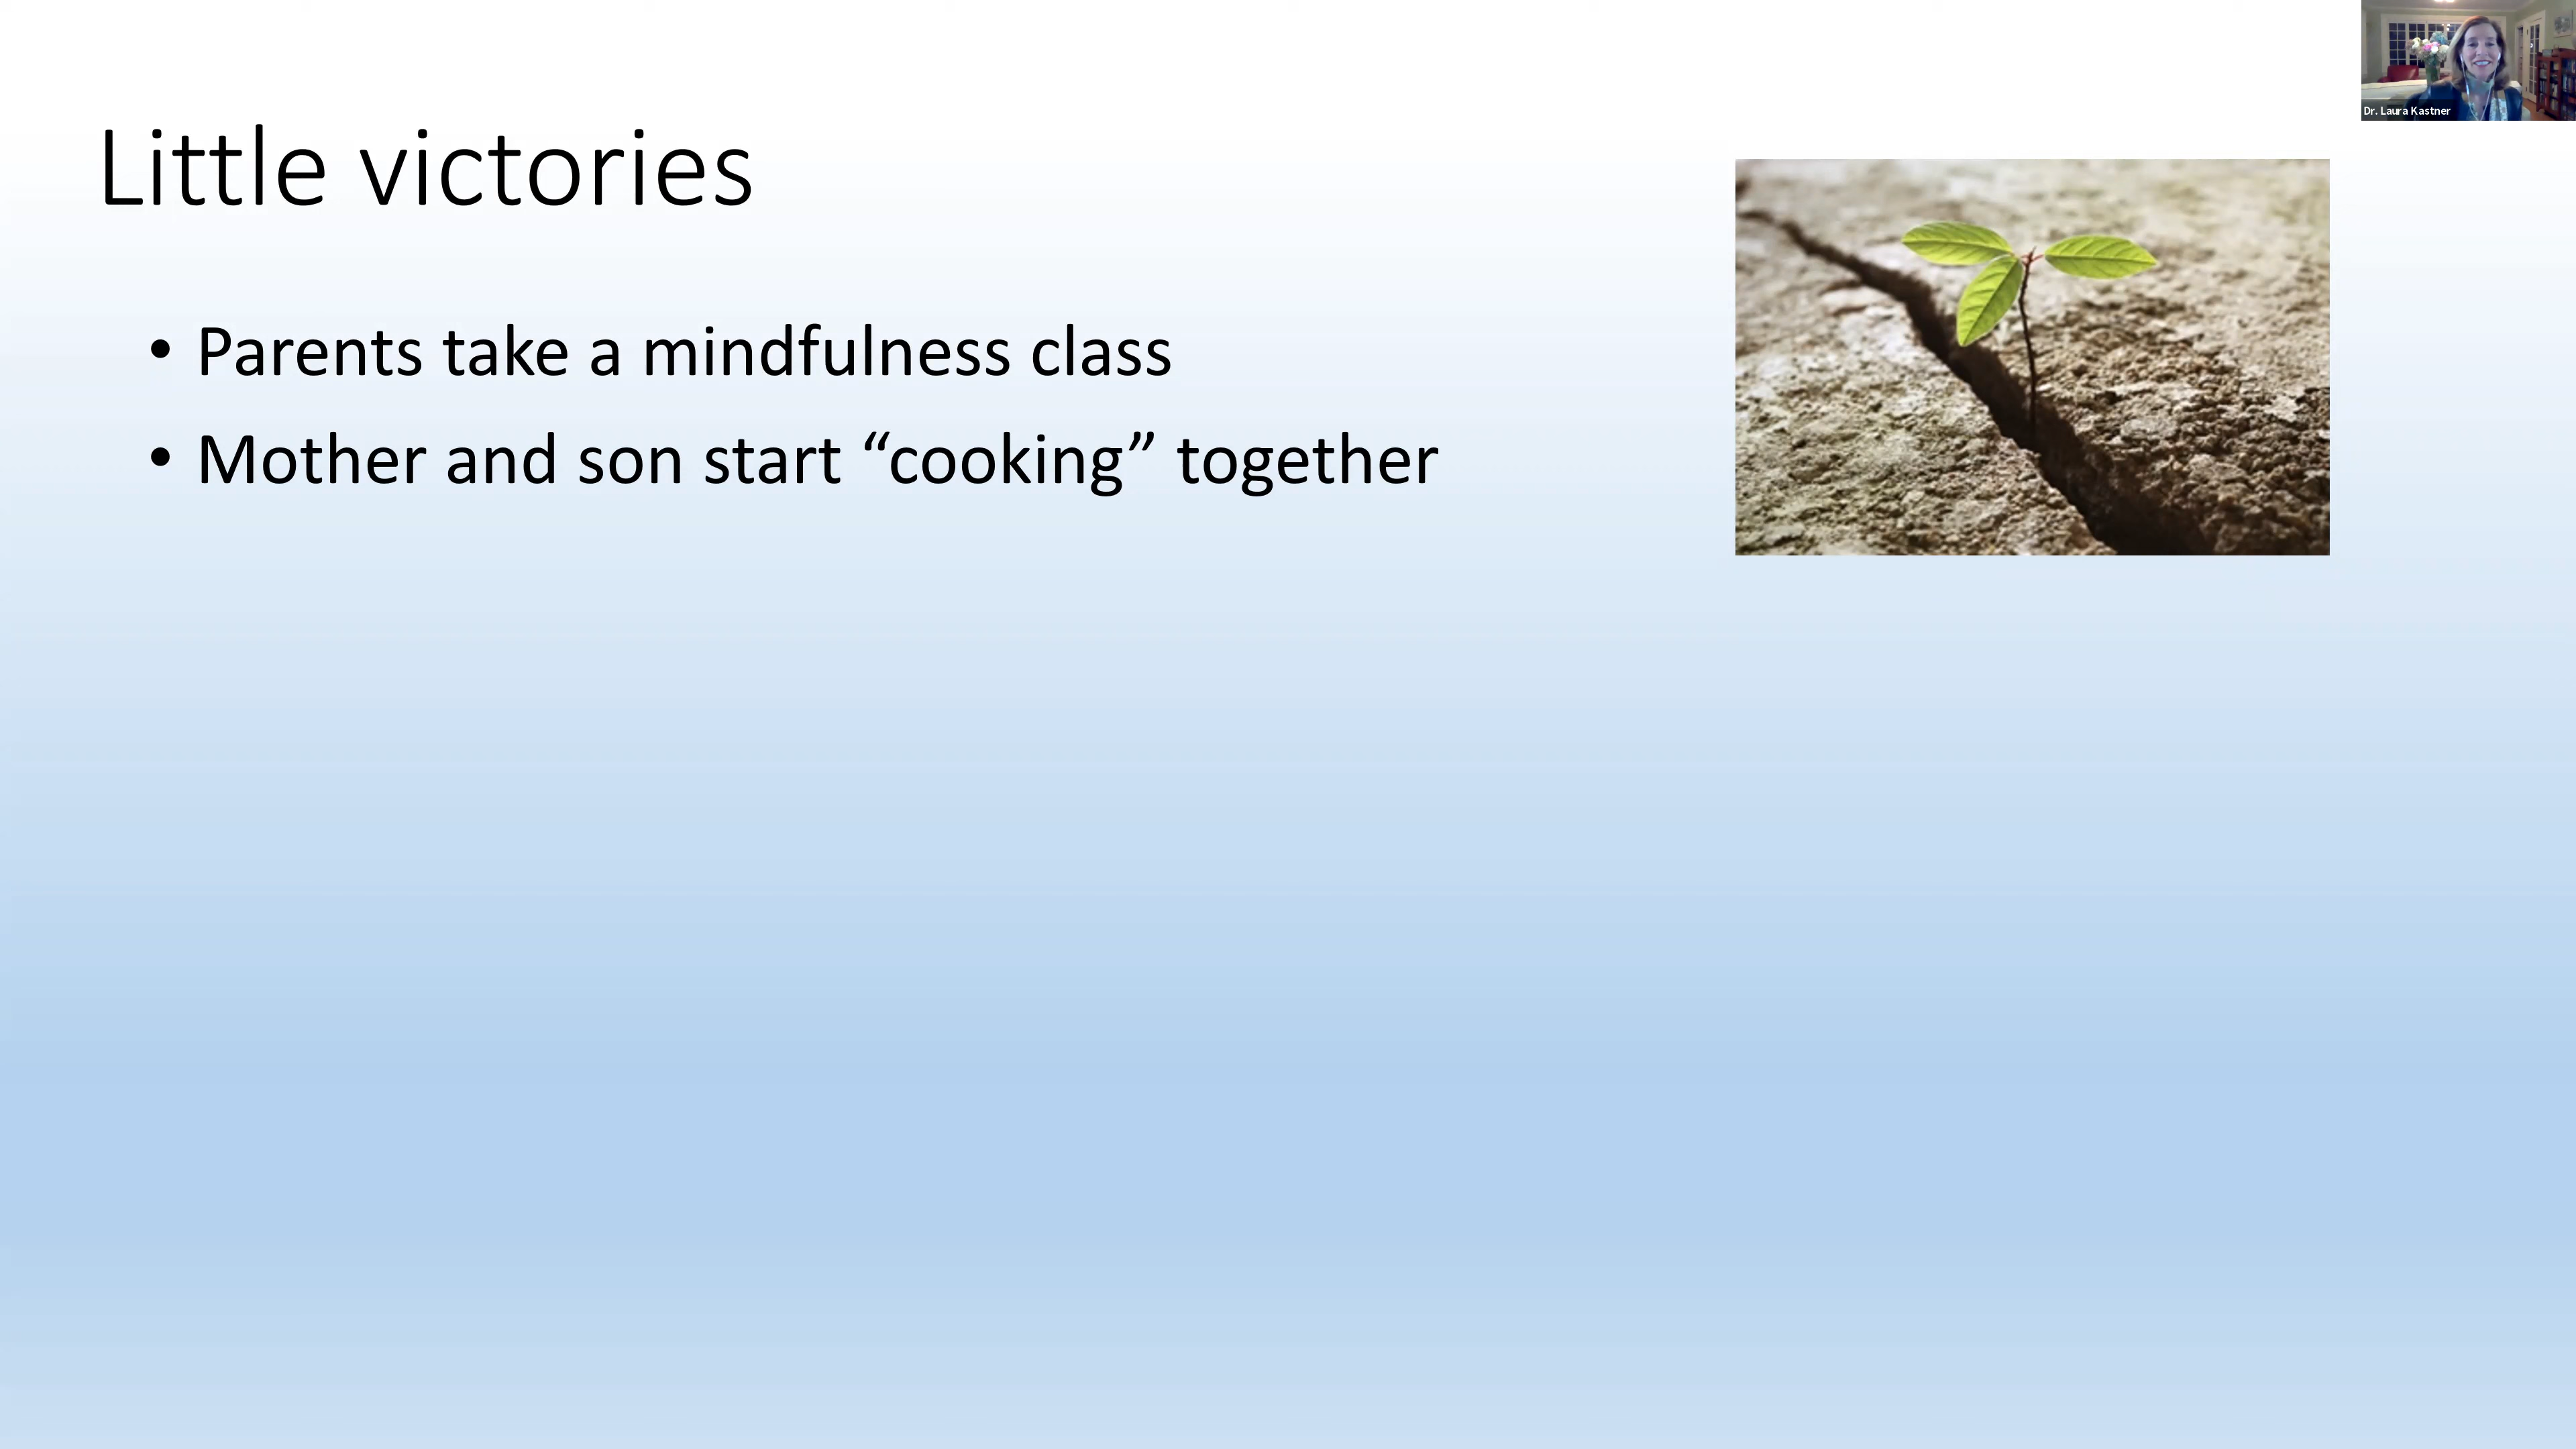 Dr. Laura Kastner
Little victories
• Parents take a mindfulness class
• Mother and son start “cooking” together